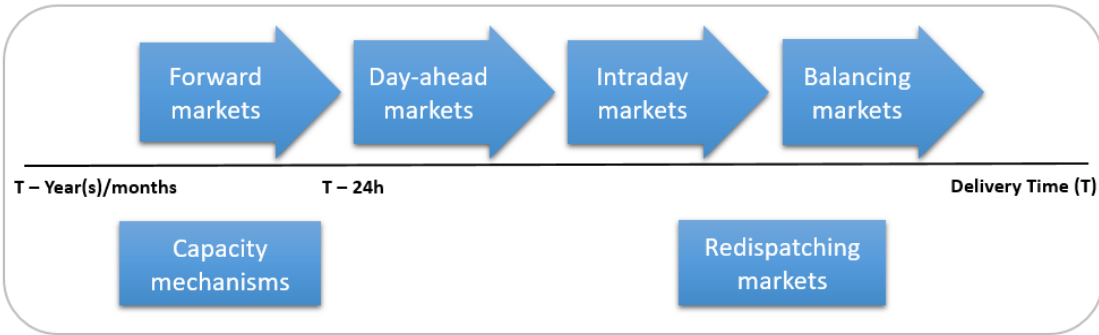 Forward
markets
Day-ahead
markets
Intraday
markets
Balancing
markets
T – Year(s)/months
T – 24h
Delivery Time (T)
Capacity
mechanisms
Redispatching
markets